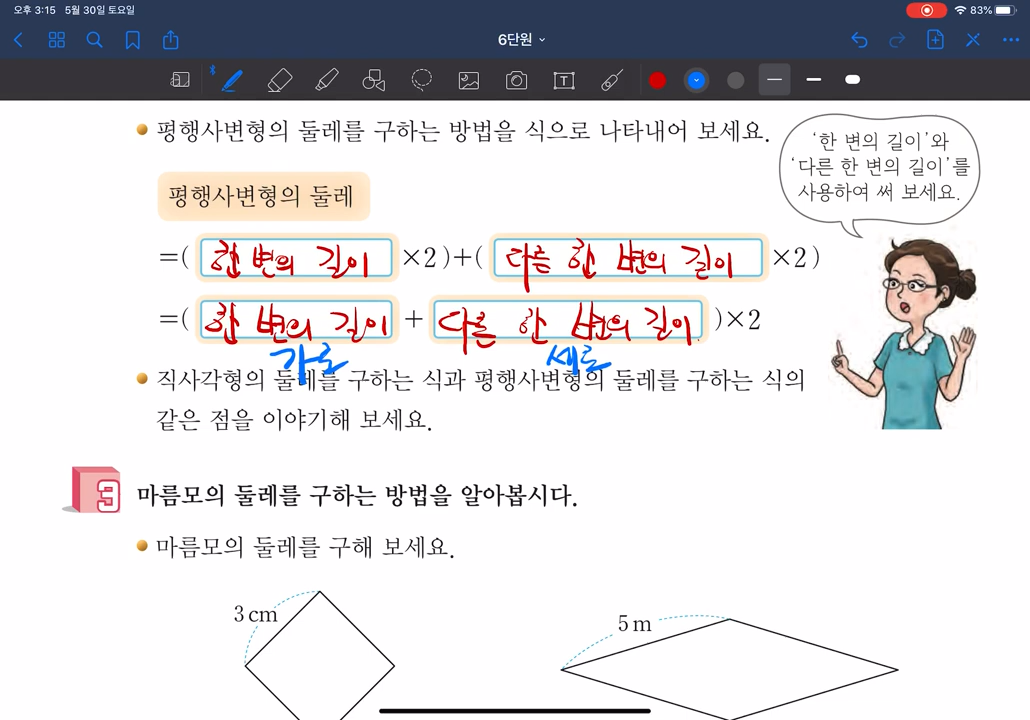 오후 3:15 5월 30일 토요일 83%
6단원
평행사변형의 둘레를 구하는 방법을 식으로 나타내어 보세요.
‘한 변의 길이’와
‘다른 한 변의 길이’를
사용하여 써 보세요.
평행사변형의 둘레
=( 한 변의 길이 ×2)+( 다른 한 변의 길이 ×2)
=( 한 변의 길이 + 다른 한 변의 길이 )×2
가로 세로
직사각형의 둘레를 구하는 식과 평행사변형의 둘레를 구하는 식의
같은 점을 이야기해 보세요.
3 마름모의 둘레를 구하는 방법을 알아봅시다.
마름모의 둘레를 구해 보세요.
3 cm 5 m